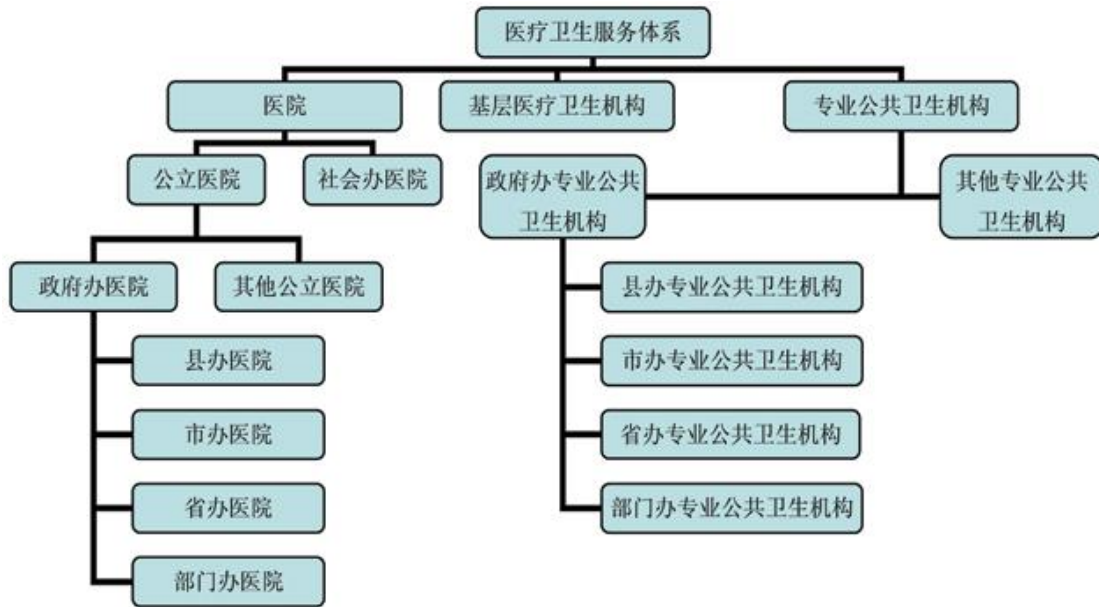 医疗卫生服务体系
医院
基层医疗卫生机构
专业公共卫生机构
公立医院
社会办医院
政府办专业公共
卫生机构
其他专业公共
卫生机构
政府办医院
其他公立医院
县办专业公共卫生机构
县办医院
市办专业公共卫生机构
市办医院
省办专业公共卫生机构
省办医院
部门办专业公共卫生机构
部门办医院